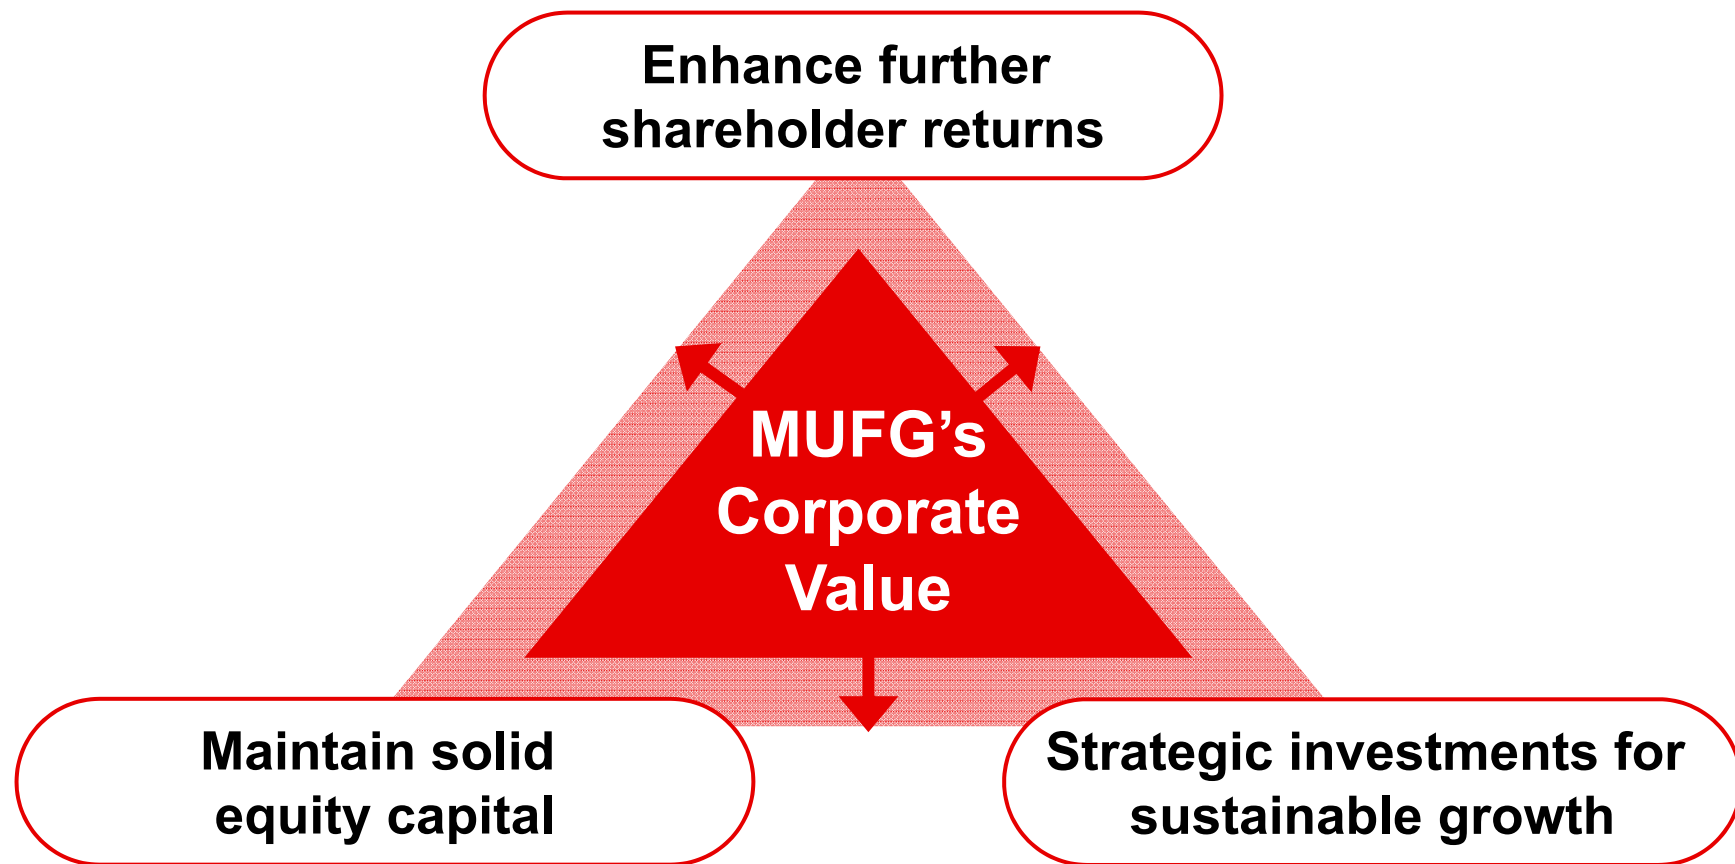 Enhance further
shareholder returns
MUFG’s
Corporate
Value
Maintain solid
equity capital
Strategic investments for
sustainable growth